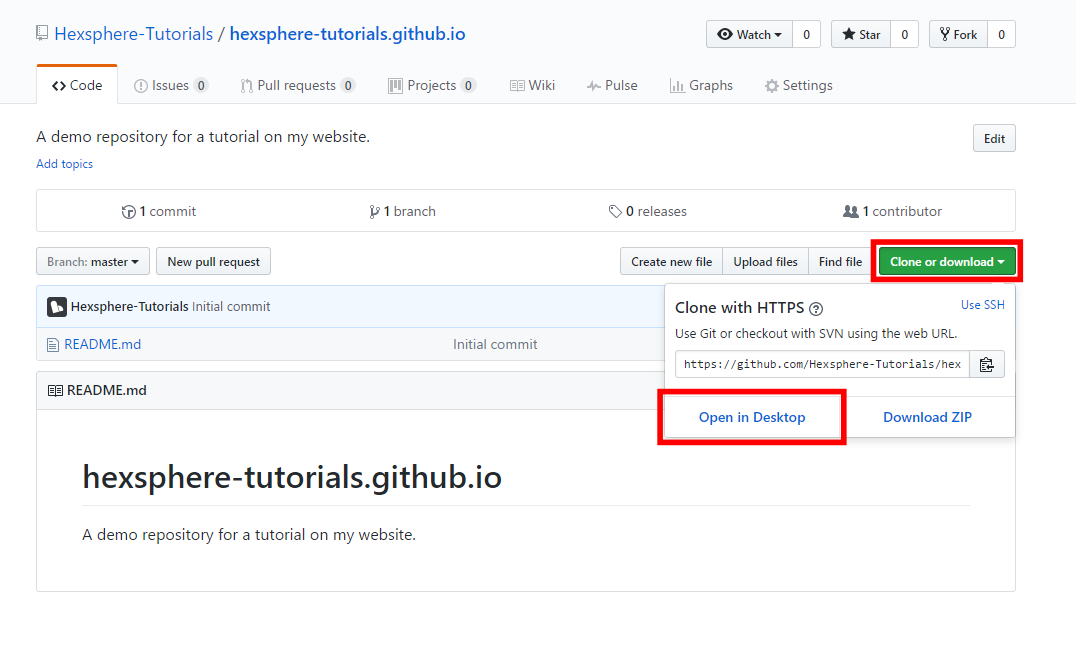 Hexsphere-Tutorials / hexsphere-tutorials.github.io
Watch 0 Star 0 Fork 0
Code Issues 0 Pull requests 0 Projects 0 Wiki Pulse Graphs Settings
A demo repository for a tutorial on my website. Edit
Add topics
1 commit 1 branch 0 releases 1 contributor
Branch: master New pull request Create new file Upload files Find file Clone or download
Hexsphere-Tutorials Initial commit
README.md Initial commit
Clone with HTTPS Use SSH
Use Git or checkout with SVN using the web URL.
https://github.com/Hexsphere-Tutorials/hex
Open in Desktop Download ZIP
README.md
hexsphere-tutorials.github.io
A demo repository for a tutorial on my website.